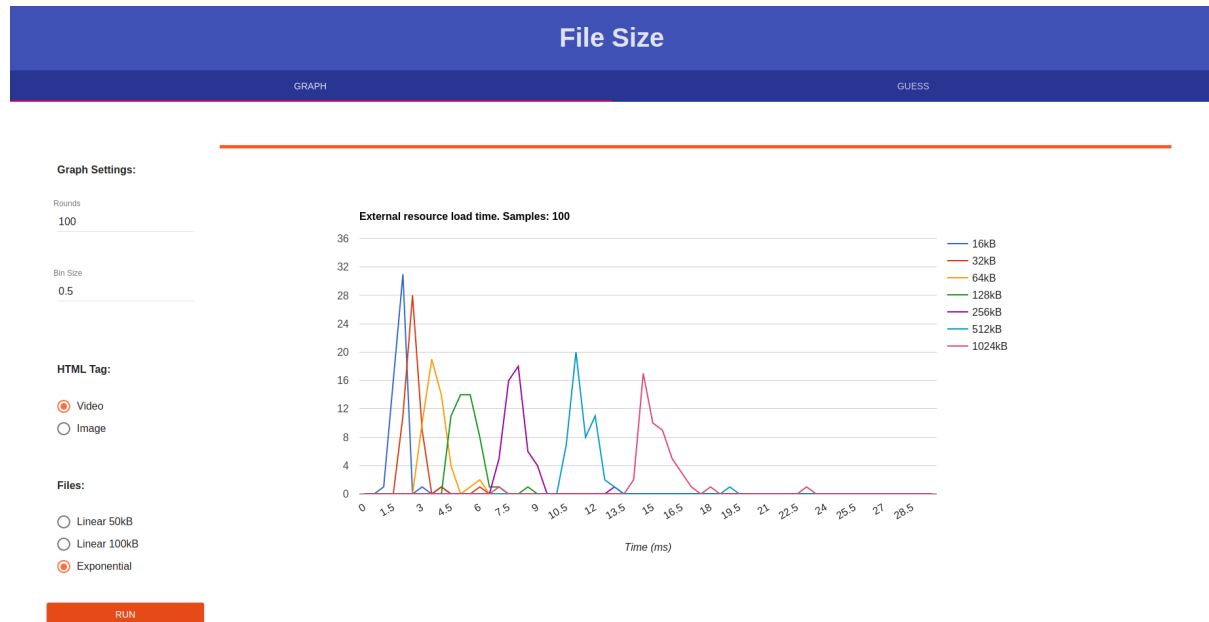 File Size
GRAPH
GUESS
Graph Settings:
Rounds
100
Bin Size
0.5
HTML Tag:
Video
Image
Files:
Linear 50kB
Linear 100kB
Exponential
RUN
External resource load time. Samples: 100
36
32
28
24
20
16
12
8
4
0
0 1.5 3 4.5 6 7.5 9 10.5 12 13.5 15 16.5 18 19.5 21 22.5 24 25.5 27 28.5
Time (ms)
16kB
32kB
64kB
128kB
256kB
512kB
1024kB